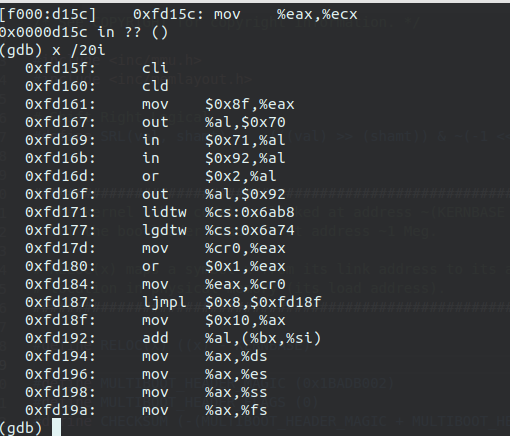 [f000:d15c]    0xfd15c: mov    %eax,%ecx
0x0000d15c in ?? ()
(gdb) x /20i
   0xfd15f:     cli
   0xfd160:     cld
   0xfd161:     mov    $0x8f,%eax
   0xfd167:     out    %al,$0x70
   0xfd169:     in     $0x71,%al
   0xfd16b:     in     $0x92,%al
   0xfd16d:     or     $0x2,%al
   0xfd16f:     out    %al,$0x92
   0xfd171:     lidtw  %cs:0x6ab8
   0xfd177:     lgdtw  %cs:0x6a74
   0xfd17d:     mov    %cr0,%eax
   0xfd180:     or     $0x1,%eax
   0xfd184:     mov    %eax,%cr0
   0xfd187:     ljmpl  $0x8,$0xfd18f
   0xfd18f:     mov    $0x10,%ax
   0xfd192:     add    %al,(%bx,%si)
   0xfd194:     mov    %ax,%ds
   0xfd196:     mov    %ax,%es
   0xfd198:     mov    %ax,%ss
   0xfd19a:     mov    %ax,%fs
(gdb)